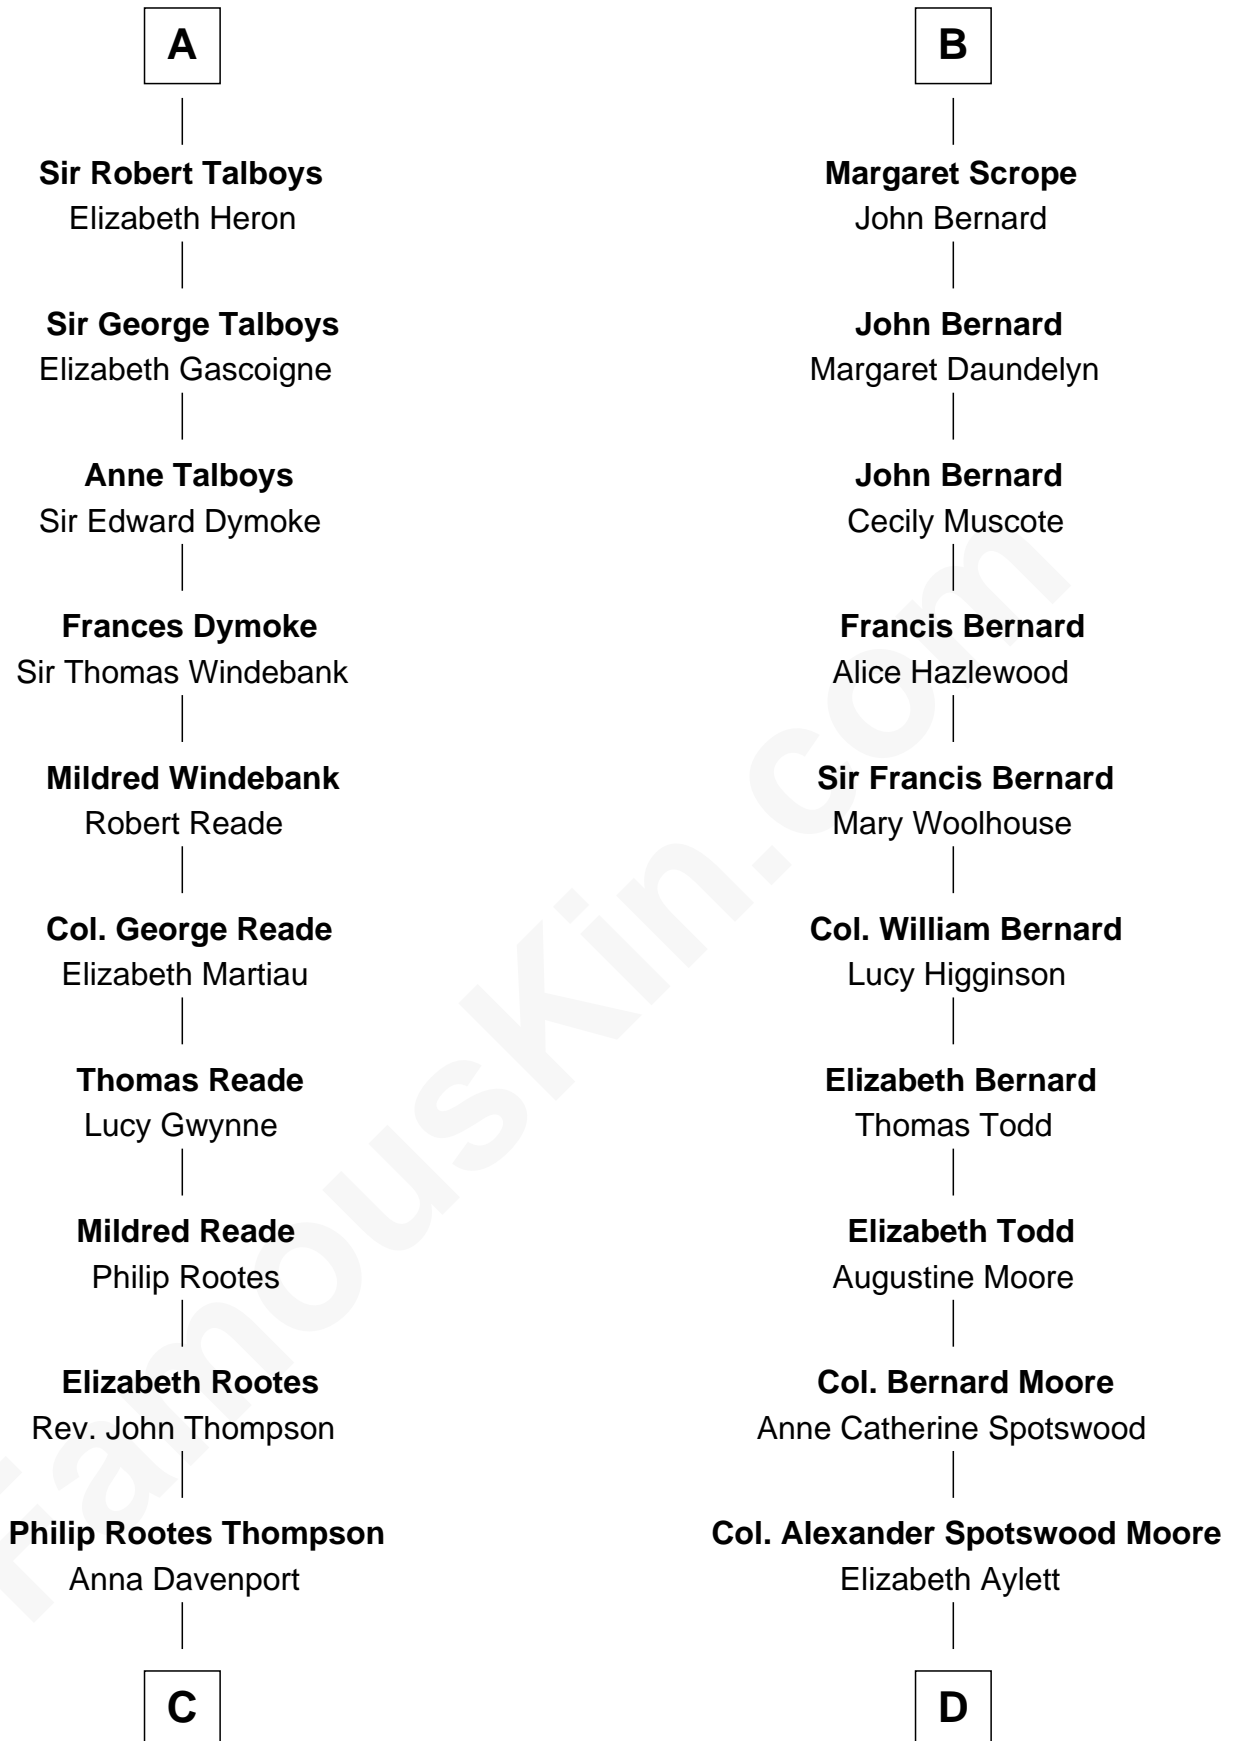 A
Sir Robert Talboys
Elizabeth Heron
Sir George Talboys
Elizabeth Gascoigne
Anne Talboys
Sir Edward Dymoke
Frances Dymoke
Sir Thomas Windebank
Mildred Windebank
Robert Reade
Col. George Reade
Elizabeth Martiau
Thomas Reade
Lucy Gwynne
Mildred Reade
Philip Rootes
Elizabeth Rootes
Rev. John Thompson
Philip Rootes Thompson
Anna Davenport
C
B
Margaret Scrope
John Bernard
John Bernard
Margaret Daundelyn
John Bernard
Cecily Muscote
Francis Bernard
Alice Hazlewood
Sir Francis Bernard
Mary Woolhouse
Col. William Bernard
Lucy Higginson
Elizabeth Bernard
Thomas Todd
Elizabeth Todd
Augustine Moore
Col. Bernard Moore
Anne Catherine Spotswood
Col. Alexander Spotswood Moore
Elizabeth Aylett
D
FamousKin.com